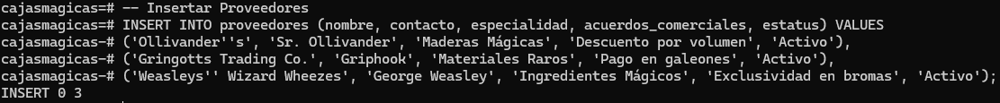 cajasmagicas=# -- Insertar Proveedores
cajasmagicas=# INSERT INTO proveedores (nombre, contacto, especialidad, acuerdos_comerciales, estatus) VALUES
cajasmagicas-# ('Ollivander''s', 'Sr. Ollivander', 'Maderas Mágicas', 'Descuento por volumen', 'Activo'),
cajasmagicas-# ('Gringotts Trading Co.', 'Griphook', 'Materiales Raros', 'Pago en galeones', 'Activo'),
cajasmagicas-# ('Weasleys'' Wizard Wheezes', 'George Weasley', 'Ingredientes Mágicos', 'Exclusividad en bromas', 'Activo');
INSERT 0 3